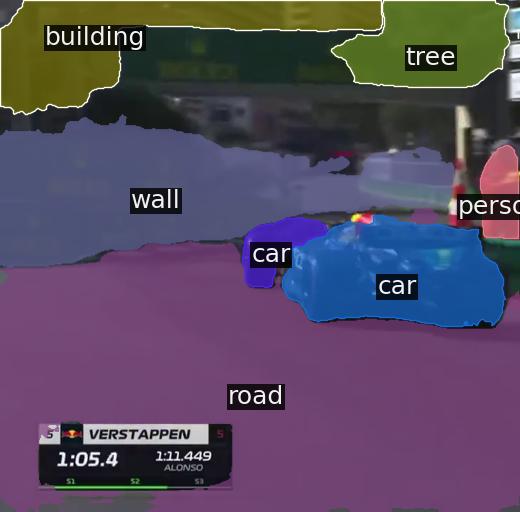 building
tree
wall
perso
car
car
road
5 VERSTAPPEN 5
1:05.4 1:11.449
ALONSO
S1 S2 S3